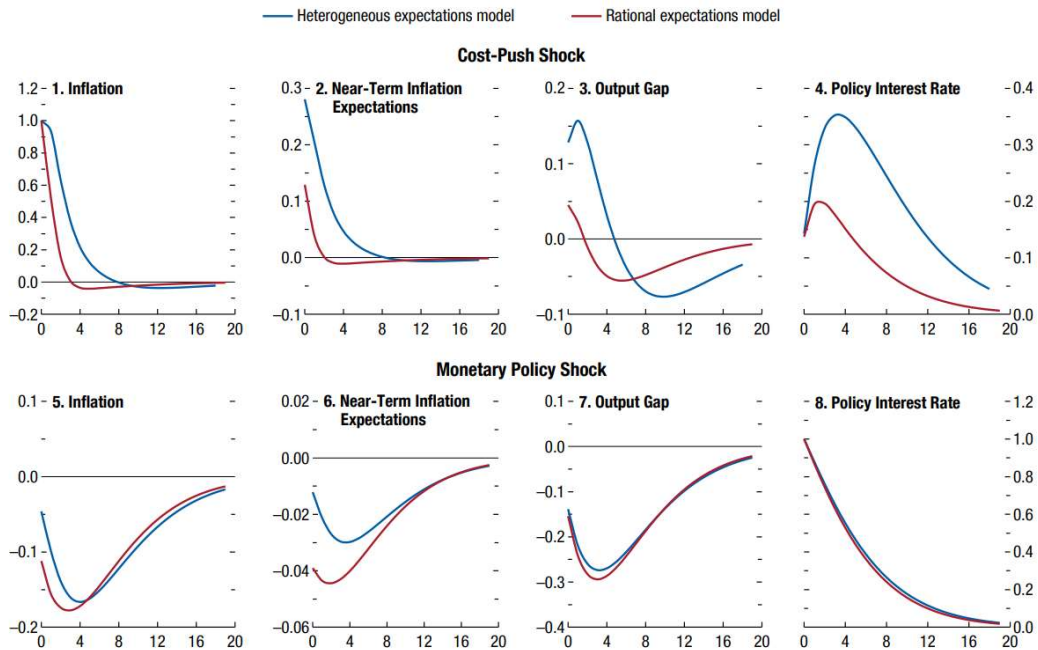 Heterogeneous expectations model
Rational expectations model
Cost-Push Shock
1. Inflation
1.2
1.0
0.8
0.6
0.4
0.2
0.0
–0.2
0 4 8 12 16 20
2. Near-Term Inflation
Expectations
0.3
0.2
0.1
0.0
–0.1
0 4 8 12 16 20
3. Output Gap
0.2
0.1
0.0
–0.1
0 4 8 12 16 20
4. Policy Interest Rate
0.4
0.3
0.2
0.1
0.0
0 4 8 12 16 20
Monetary Policy Shock
5. Inflation
0.1
0.0
–0.1
–0.2
0 4 8 12 16 20
6. Near-Term Inflation
Expectations
0.02
0.00
–0.02
–0.04
–0.06
0 4 8 12 16 20
7. Output Gap
0.1
0.0
–0.1
–0.2
–0.3
–0.4
0 4 8 12 16 20
8. Policy Interest Rate
1.2
1.0
0.8
0.6
0.4
0.2
0.0
0 4 8 12 16 20